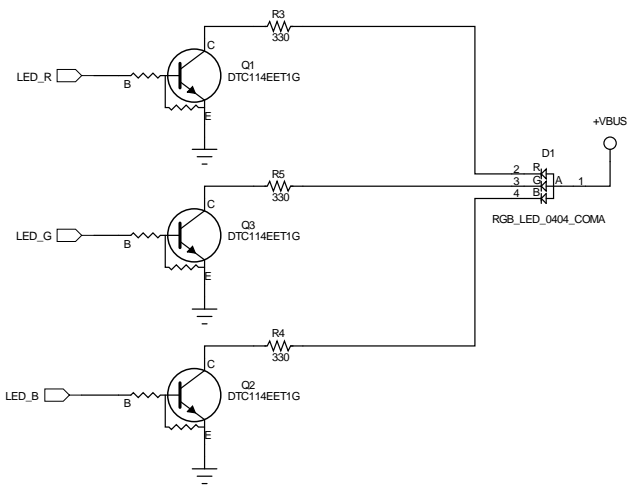 R3
330
C
Q1
DTC114EET1G
LED_R
B
E
+VBUS
D1
2 R
3 G A 1
4 B
RGB_LED_0404_COMA
R5
330
C
Q3
DTC114EET1G
LED_G
B
E
R4
330
C
Q2
DTC114EET1G
LED_B
B
E